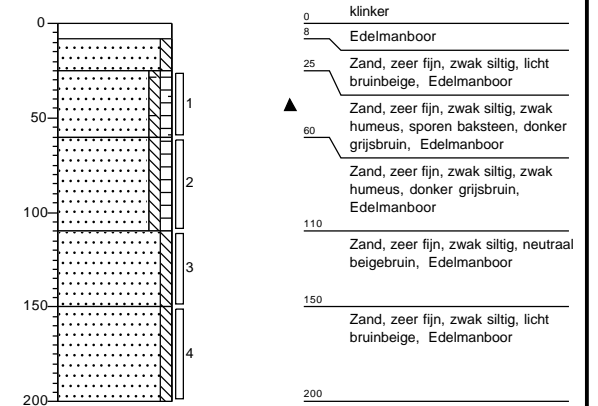 0
50
100
150
200
1
2
3
4
0
klinker
8
Edelmanboor
25
Zand, zeer fijn, zwak siltig, licht
bruinbeige, Edelmanboor
Zand, zeer fijn, zwak siltig, zwak
humeus, sporen baksteen, donker
grijsbruin, Edelmanboor
60
Zand, zeer fijn, zwak siltig, zwak
humeus, donker grijsbruin,
Edelmanboor
110
Zand, zeer fijn, zwak siltig, neutraal
beigebruin, Edelmanboor
150
Zand, zeer fijn, zwak siltig, licht
bruinbeige, Edelmanboor
200